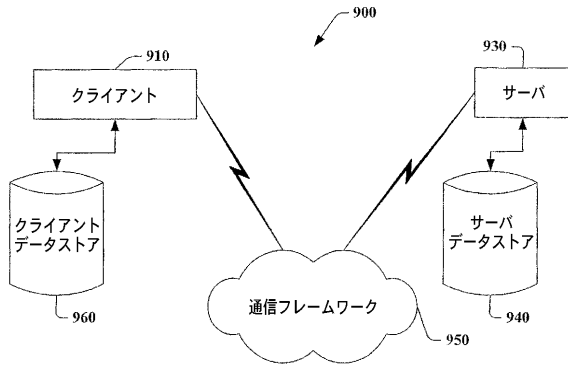 900
910
クライアント
930
サーバ
クライアント
データストア
サーバ
データストア
通信フレームワーク
960
950
940